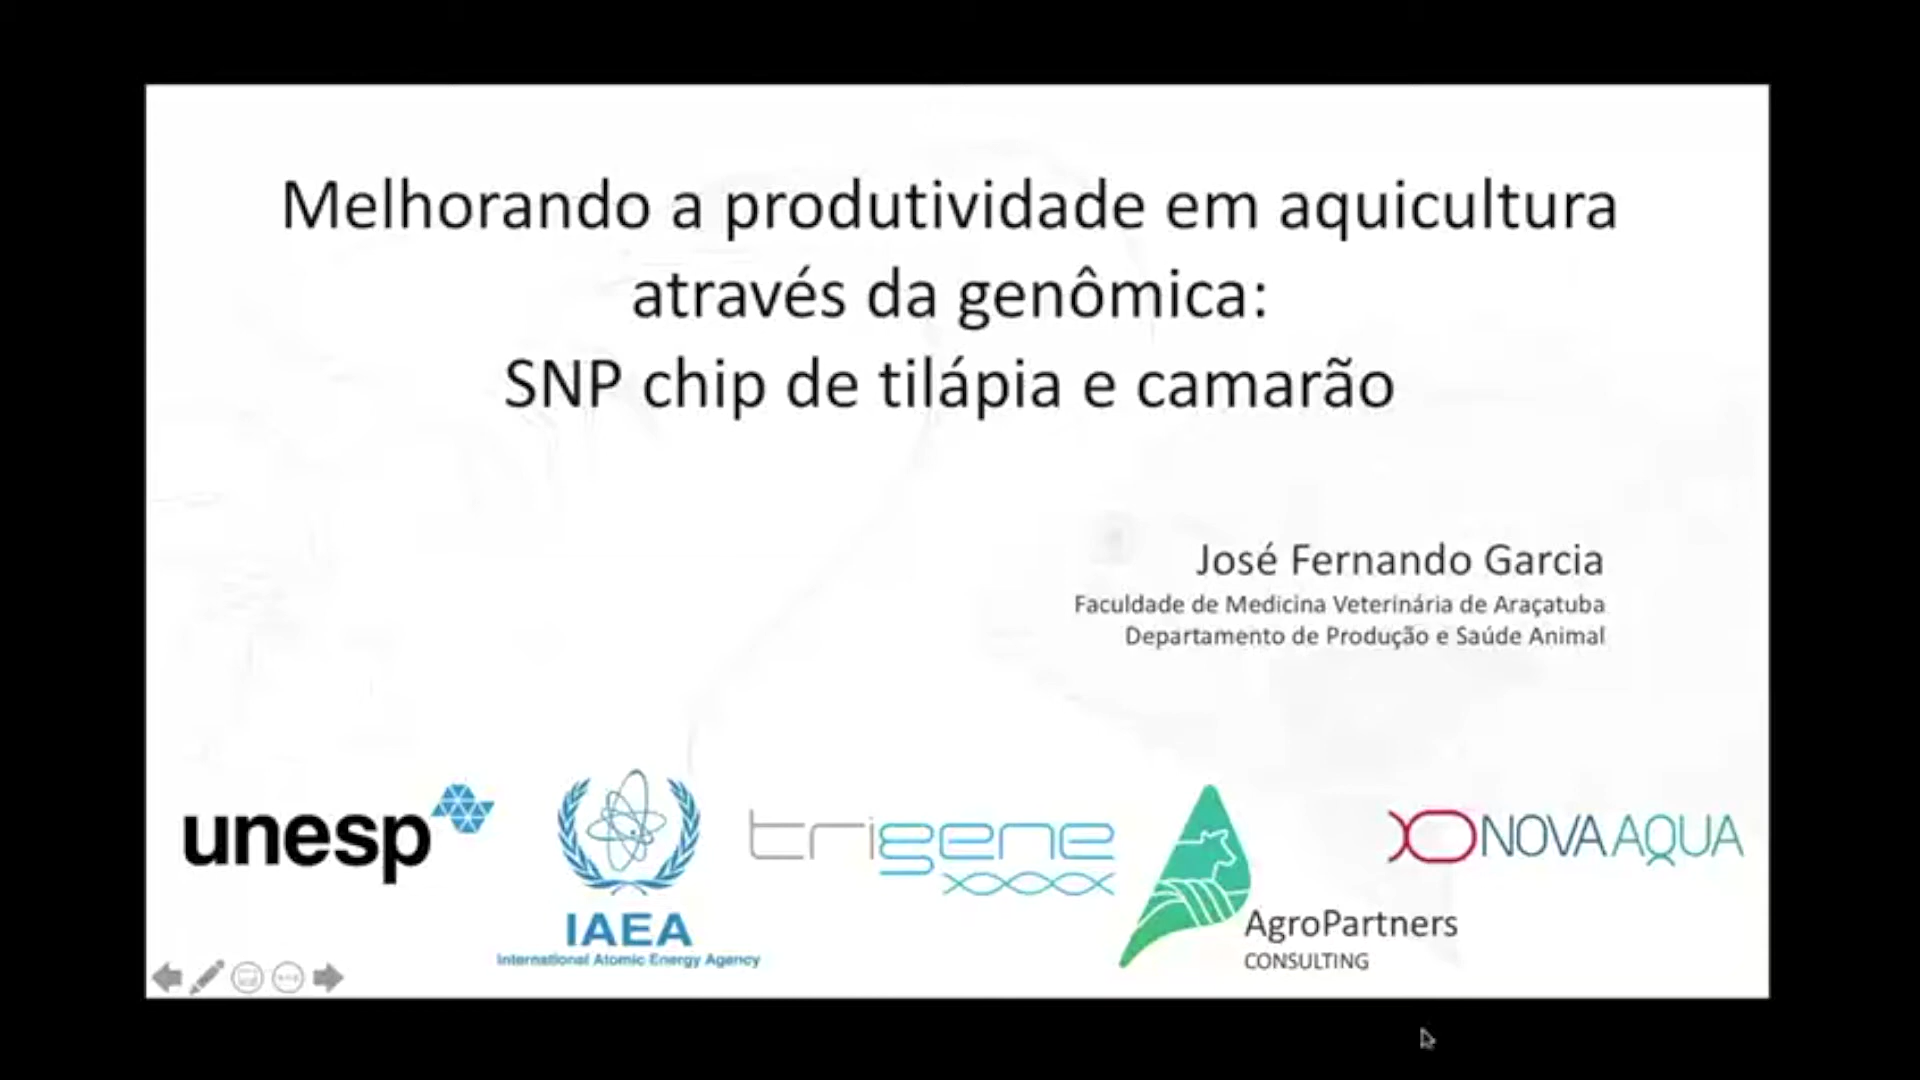 Melhorando a produtividade em aquicultura
através da genômica:
SNP chip de tilápia e camarão
José Fernando Garcia
Faculdade de Medicina Veterinária de Araçatuba
Departamento de Produção e Saúde Animal
unesp
IAEA
International Atomic Energy Agency
trigene
AgroPartners
CONSULTING
NOVAAQUA